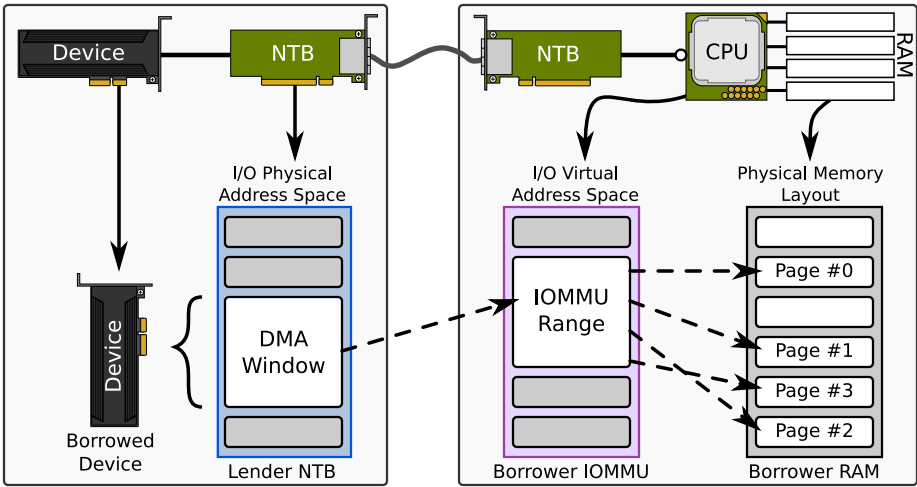 Device
NTB
NTB
CPU
RAM
I/O Physical
Address Space
I/O Virtual
Address Space
Physical Memory
Layout
Page #0
IOMMU
Range
DMA
Window
Device
Page #1
Page #3
Page #2
Borrowed
Device
Lender NTB
Borrower IOMMU
Borrower RAM